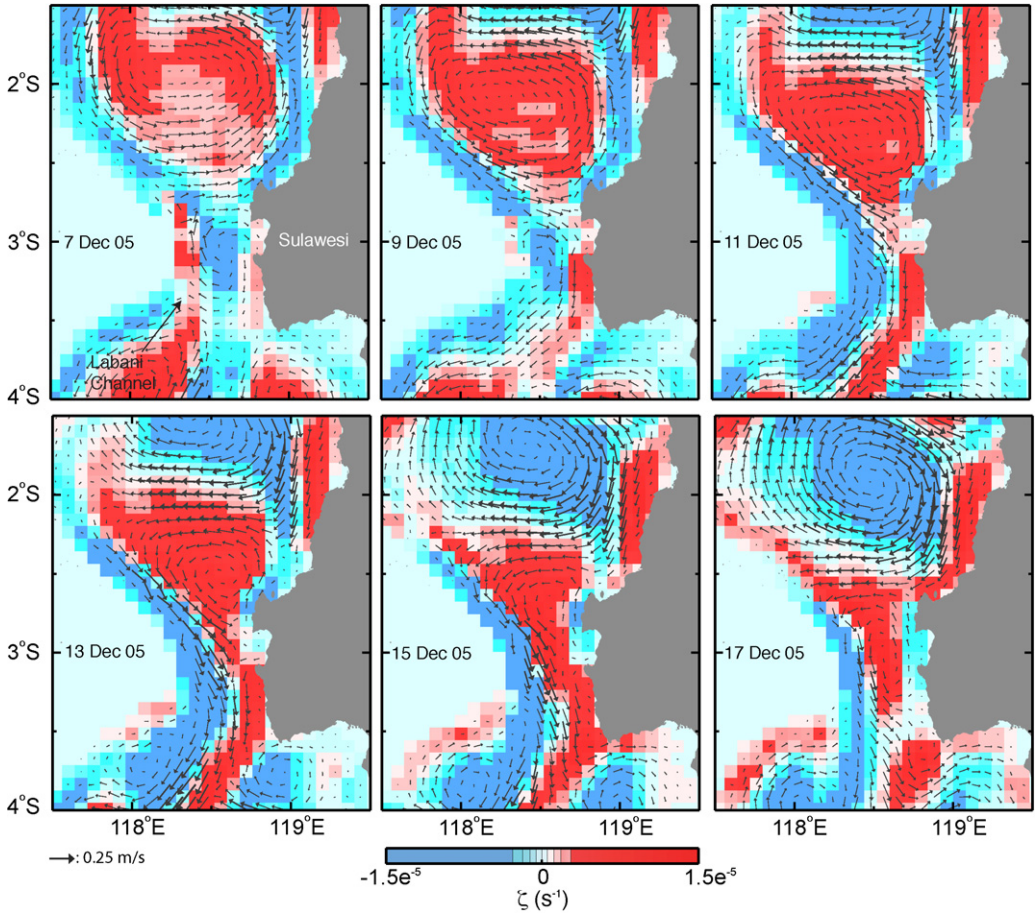 2°S
3°S
4°S
7 Dec 05
Sulawesi
Labani
Channel
9 Dec 05
11 Dec 05
2°S
3°S
4°S
13 Dec 05
15 Dec 05
17 Dec 05
118°E 119°E 118°E 119°E 118°E 119°E
: 0.25 m/s
-1.5e⁻⁵ 0 1.5e⁻⁵
ζ (s⁻¹)